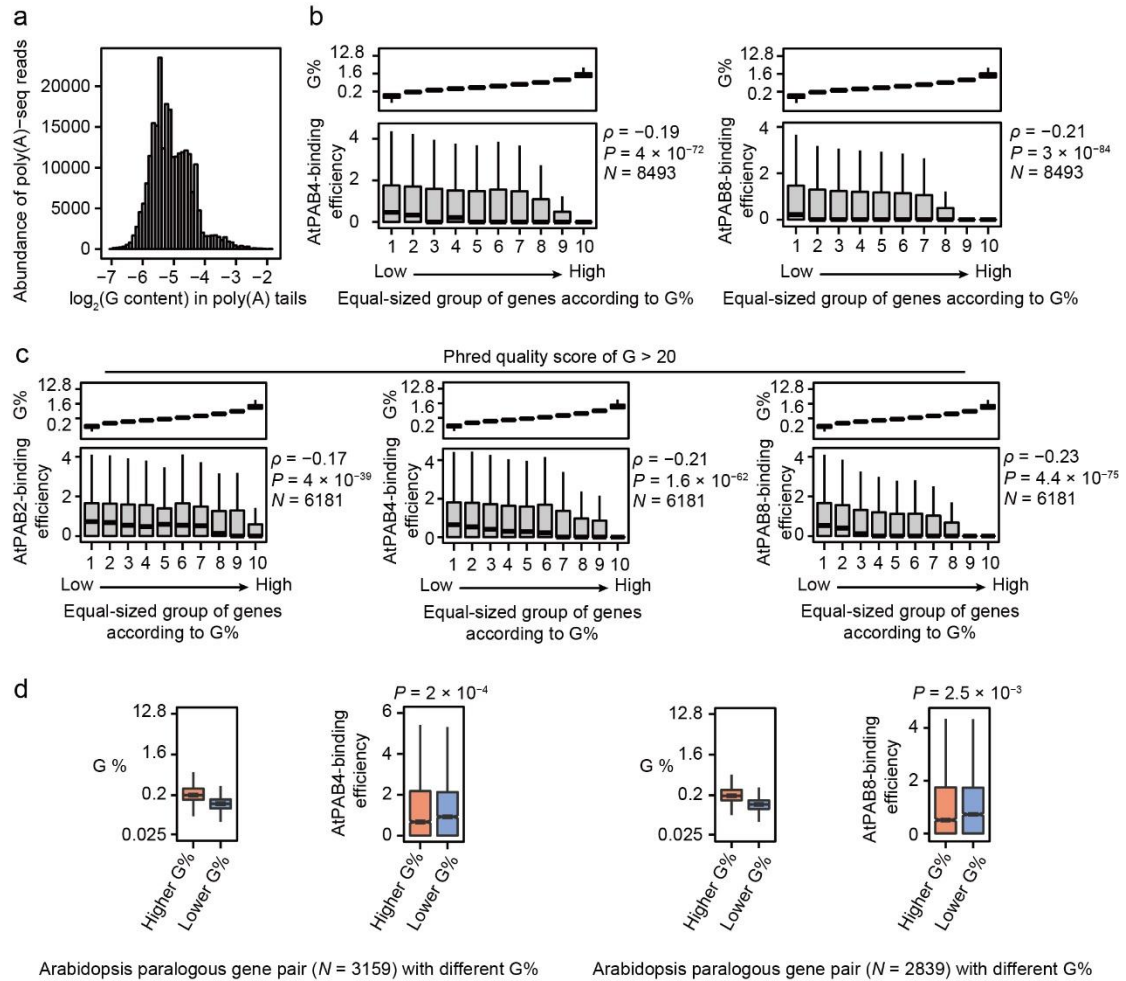 a
Abundance of poly(A)−seq reads
20000
15000
10000
5000
0
−7 −6 −5 −4 −3 −2
log2(G content) in poly(A) tails
b
G%
12.8
1.6
0.2
AtPAB4-binding
efficiency
4
2
0
ρ = −0.19
P = 4 × 10−72
N = 8493
1 2 3 4 5 6 7 8 9 10
Low High
Equal-sized group of genes according to G%
G%
12.8
1.6
0.2
AtPAB8-binding
efficiency
4
2
0
ρ = −0.21
P = 3 × 10−84
N = 8493
1 2 3 4 5 6 7 8 9 10
Low High
Equal-sized group of genes according to G%
c
Phred quality score of G > 20
G%
12.8
1.6
0.2
AtPAB2-binding
efficiency
4
2
0
ρ = −0.17
P = 4 × 10−39
N = 6181
1 2 3 4 5 6 7 8 9 10
Low High
Equal-sized group of genes
according to G%
G%
12.8
1.6
0.2
AtPAB4-binding
efficiency
4
2
0
ρ = −0.21
P = 1.6 × 10−62
N = 6181
1 2 3 4 5 6 7 8 9 10
Low High
Equal-sized group of genes
according to G%
G%
12.8
1.6
0.2
AtPAB8-binding
efficiency
4
2
0
ρ = −0.23
P = 4.4 × 10−75
N = 6181
1 2 3 4 5 6 7 8 9 10
Low High
Equal-sized group of genes
according to G%
d
G %
12.8
1.6
0.2
0.025
Higher G%
Lower G%
P = 2 × 10−4
AtPAB4-binding
efficiency
6
4
2
0
Higher G%
Lower G%
Arabidopsis paralogous gene pair (N = 3159) with different G%
G %
12.8
1.6
0.2
0.025
Higher G%
Lower G%
P = 2.5 × 10−3
AtPAB8-binding
efficiency
4
2
0
Higher G%
Lower G%
Arabidopsis paralogous gene pair (N = 2839) with different G%